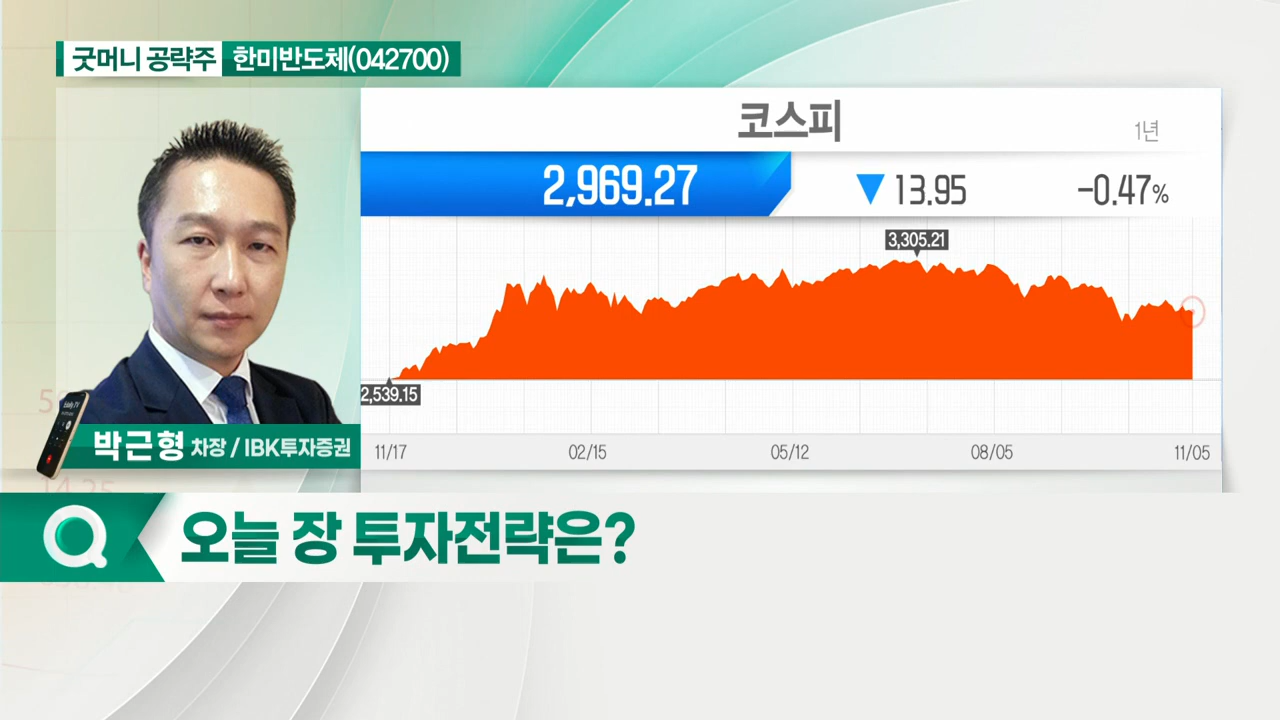 굿머니 공략주 한미반도체(042700)
코스피
1년
2,969.27 ▼ 13.95 -0.47%
3,305.21
2,539.15
11/17 02/15 05/12 08/05 11/05
박근형 차장 / IBK투자증권
Q 오늘 장 투자전략은?